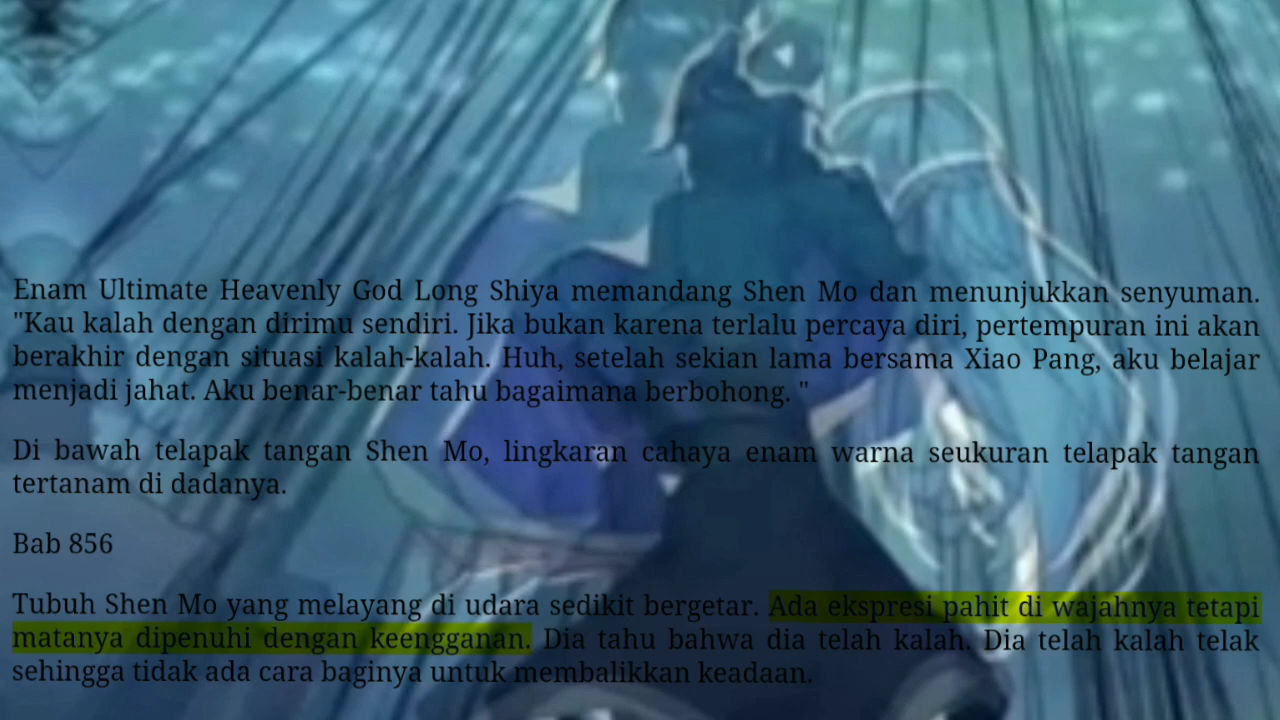 Enam Ultimate Heavenly God Long Shiya memandang Shen Mo dan menunjukkan senyuman.
"Kau kalah dengan dirimu sendiri. Jika bukan karena terlalu percaya diri, pertempuran ini akan
berakhir dengan situasi kalah-kalah. Huh, setelah sekian lama bersama Xiao Pang, aku belajar
menjadi jahat. Aku benar-benar tahu bagaimana berbohong. "
Di bawah telapak tangan Shen Mo, lingkaran cahaya enam warna seukuran telapak tangan
tertanam di dadanya.
Bab 856
Tubuh Shen Mo yang melayang di udara sedikit bergetar. Ada ekspresi pahit di wajahnya tetapi
matanya dipenuhi dengan keengganan. Dia tahu bahwa dia telah kalah. Dia telah kalah telak
sehingga tidak ada cara baginya untuk membalikkan keadaan.